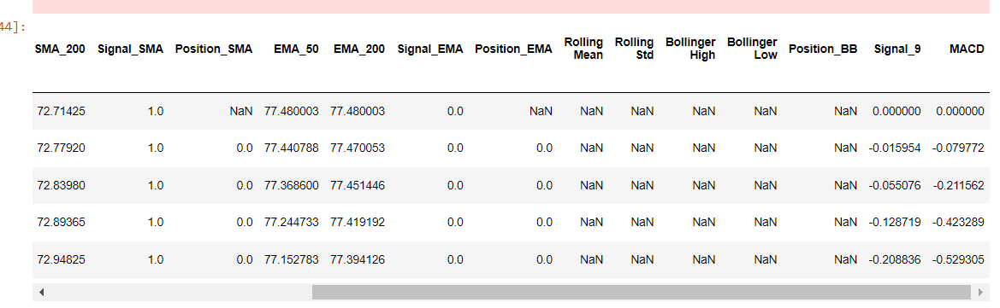 44]:
SMA_200 Signal_SMA Position_SMA EMA_50 EMA_200 Signal_EMA Position_EMA Rolling Mean Rolling Std Bollinger High Bollinger Low Position_BB Signal_9 MACD
72.71425 1.0 NaN 77.480003 77.480003 0.0 NaN NaN NaN NaN NaN NaN 0.000000 0.000000
72.77920 1.0 0.0 77.440788 77.470053 0.0 0.0 NaN NaN NaN NaN NaN -0.015954 -0.079772
72.83980 1.0 0.0 77.368600 77.451446 0.0 0.0 NaN NaN NaN NaN NaN -0.055076 -0.211562
72.89365 1.0 0.0 77.244733 77.419192 0.0 0.0 NaN NaN NaN NaN NaN -0.128719 -0.423289
72.94825 1.0 0.0 77.152783 77.394126 0.0 0.0 NaN NaN NaN NaN NaN -0.208836 -0.529305